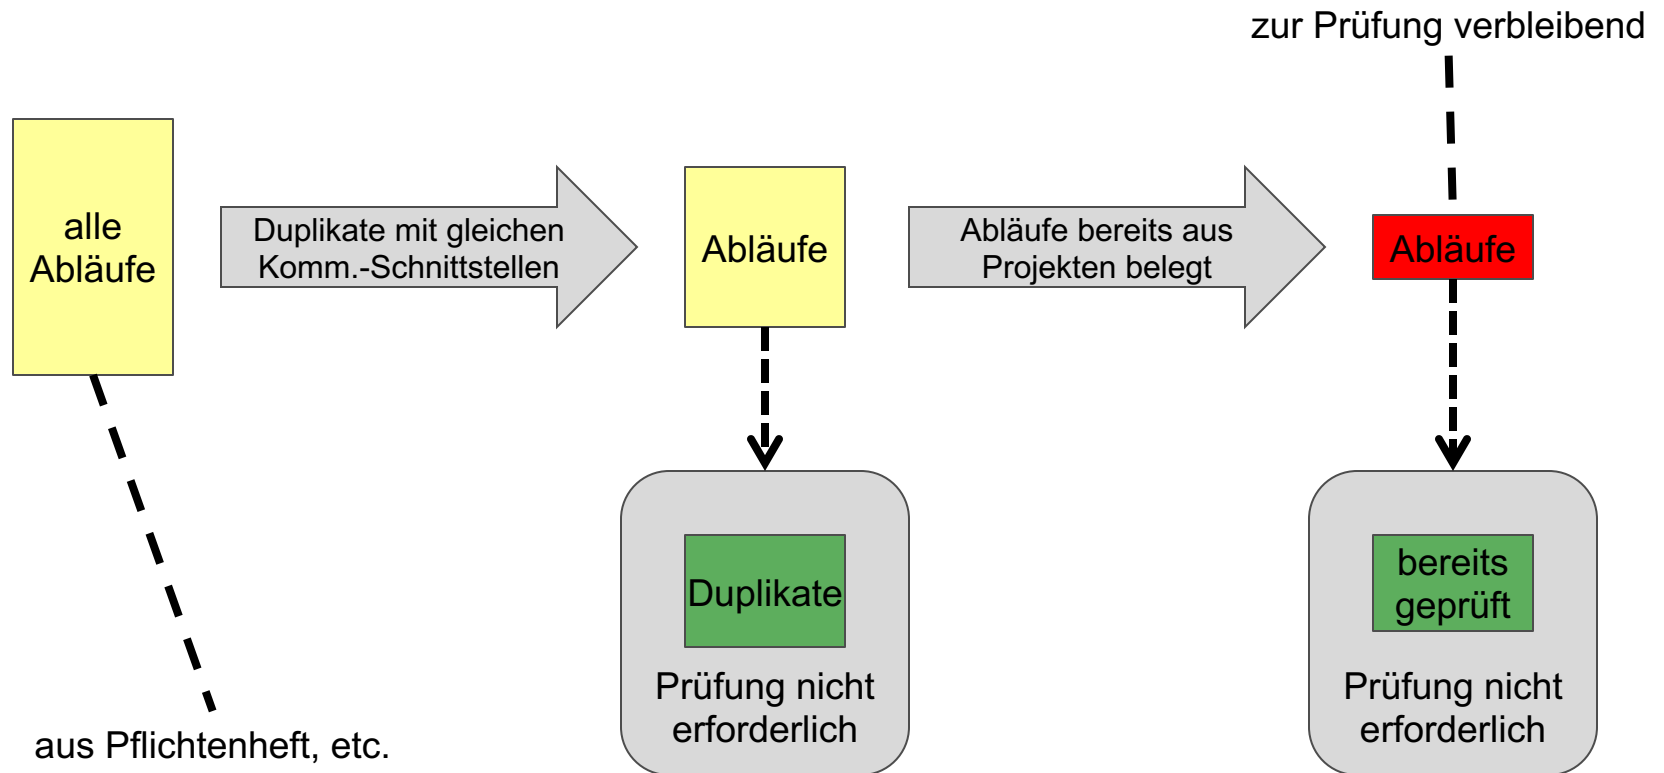 zur Prüfung verbleibend
alle
Abläufe
Duplikate mit gleichen
Komm.-Schnittstellen
Abläufe
Abläufe bereits aus
Projekten belegt
Abläufe
Duplikate
Prüfung nicht
erforderlich
bereits
geprüft
Prüfung nicht
erforderlich
aus Pflichtenheft, etc.